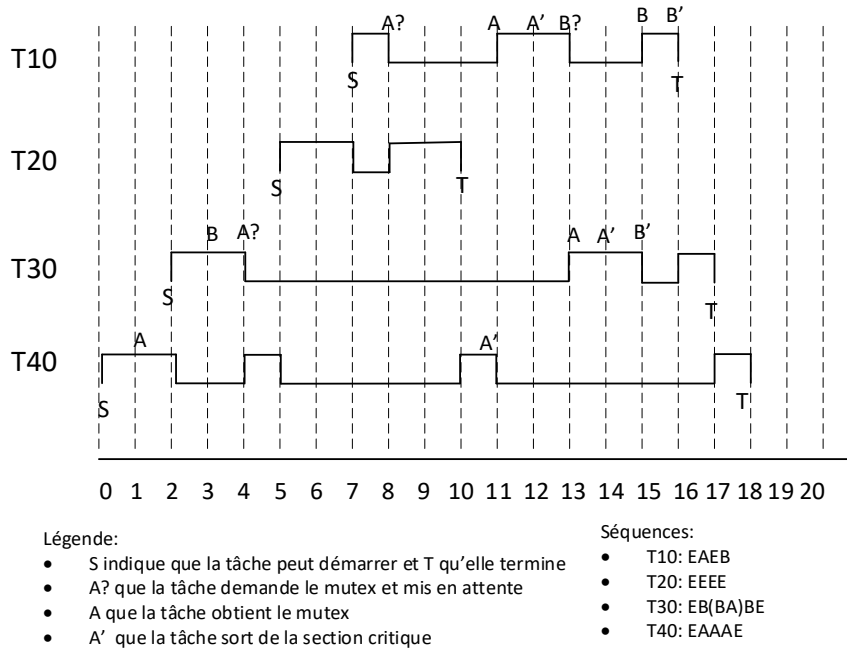 A? A A' B? B B'
T10
S T
T20
S T
B A? A A' B'
T30
S T
A A'
T40
S T
0 1 2 3 4 5 6 7 8 9 10 11 12 13 14 15 16 17 18 19 20
Légende:
• S indique que la tâche peut démarrer et T qu'elle termine
• A? que la tâche demande le mutex et mis en attente
• A que la tâche obtient le mutex
• A' que la tâche sort de la section critique
Séquences:
• T10: EAEB
• T20: EEEE
• T30: EB(BA)BE
• T40: EAAAE